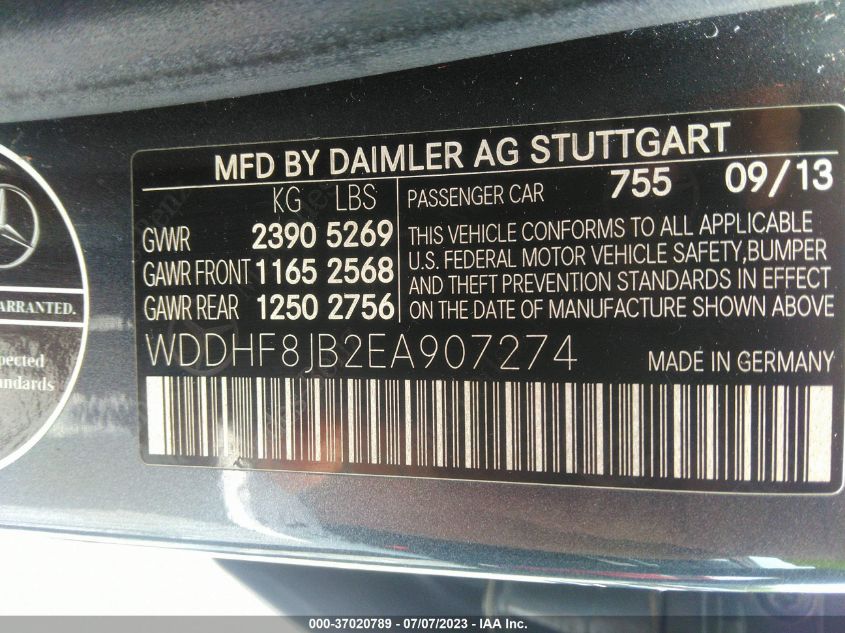 MFD BY DAIMLER AG STUTTGART
KG LBS PASSENGER CAR 755 09/13
GVWR 2390 5269 THIS VEHICLE CONFORMS TO ALL APPLICABLE
U.S. FEDERAL MOTOR VEHICLE SAFETY,BUMPER
GAWR FRONT 1165 2568 AND THEFT PREVENTION STANDARDS IN EFFECT
GAWR REAR 1250 2756 ON THE DATE OF MANUFACTURE SHOWN ABOVE
WDDHF8JB2EA907274 MADE IN GERMANY
000-37020789 / 07/07/2023 - IAA Inc.